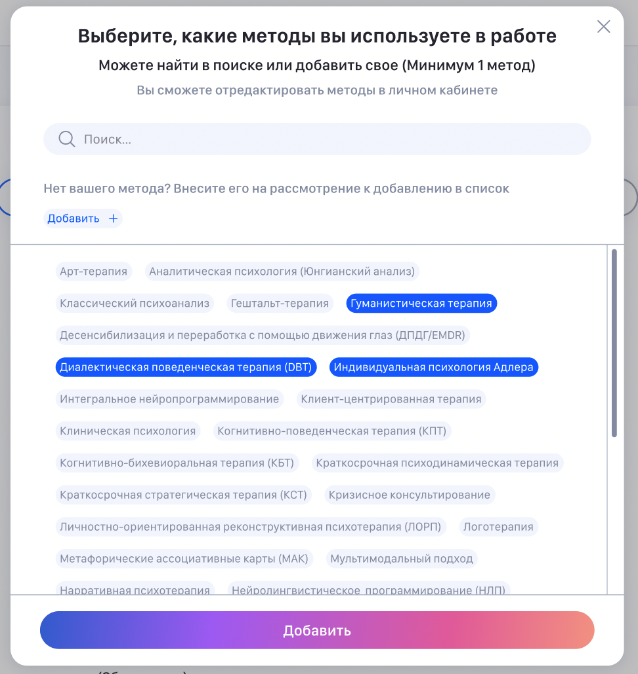 Выберите, какие методы вы используете в работе
Можете найти в поиске или добавить свое (Минимум 1 метод)
Вы сможете отредактировать методы в личном кабинете
Поиск...
Нет вашего метода? Внесите его на рассмотрение к добавлению в список
Добавить +
Арт-терапия Аналитическая психология (Юнгианский анализ)
Классический психоанализ Гештальт-терапия Гуманистическая терапия
Десенсибилизация и переработка с помощью движения глаз (ДПДГ/EMDR)
Диалектическая поведенческая терапия (DBT) Индивидуальная психология Адлера
Интегральное нейропрограммирование Клиент-центрированная терапия
Клиническая психология Когнитивно-поведенческая терапия (КПТ)
Когнитивно-бихевиоральная терапия (КБТ) Краткосрочная психодинамическая терапия
Краткосрочная стратегическая терапия (КСТ) Кризисное консультирование
Личностно-ориентированная реконструктивная психотерапия (ЛОРП) Логотерапия
Метафорические ассоциативные карты (МАК) Мультимодальный подход
Нарративная психотерапия Нейролингвистическое программирование (НЛП)
Добавить